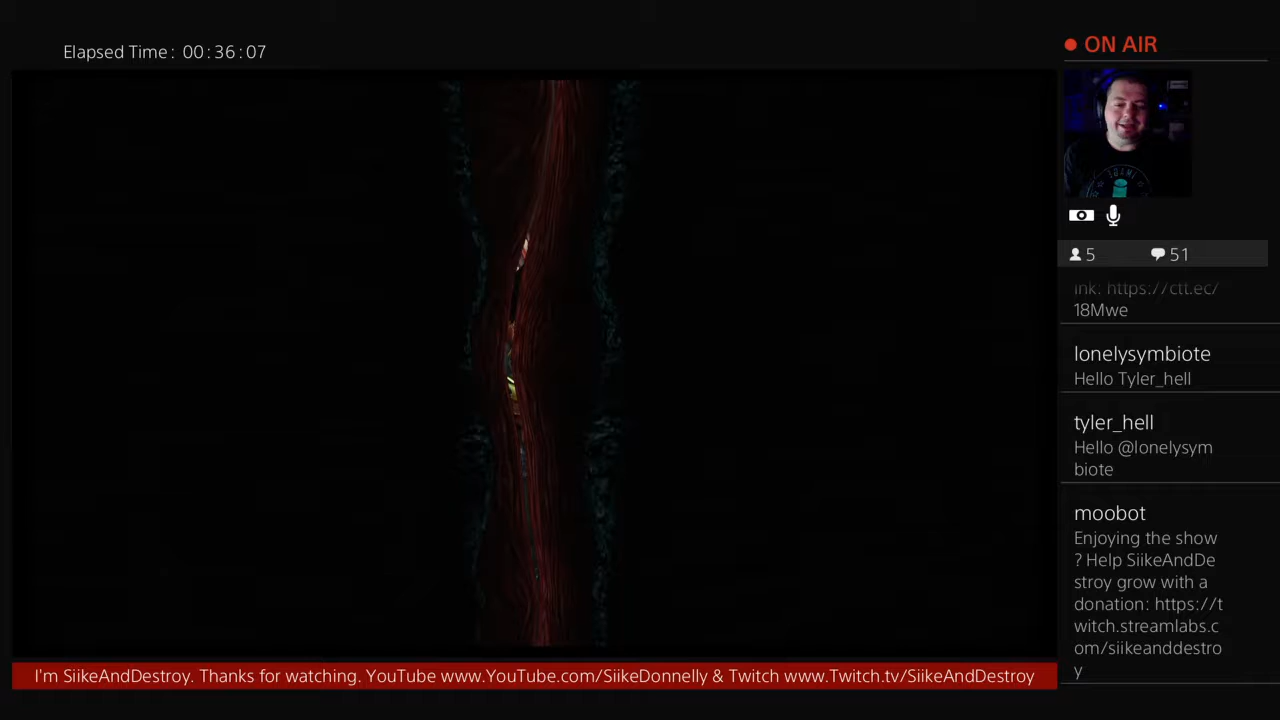 Elapsed Time: 00:36:07
ON AIR
5 51
ink: https://ctt.ec/
18Mwe
lonelysymbiote
Hello Tyler_hell
tyler_hell
Hello @lonelysym
biote
moobot
Enjoying the show
? Help SiikeAndDe
stroy grow with a
donation: https://t
witch.streamlabs.c
om/siikeanddestro
y
I'm SiikeAndDestroy. Thanks for watching. YouTube www.YouTube.com/SiikeDonnelly & Twitch www.Twitch.tv/SiikeAndDestroy